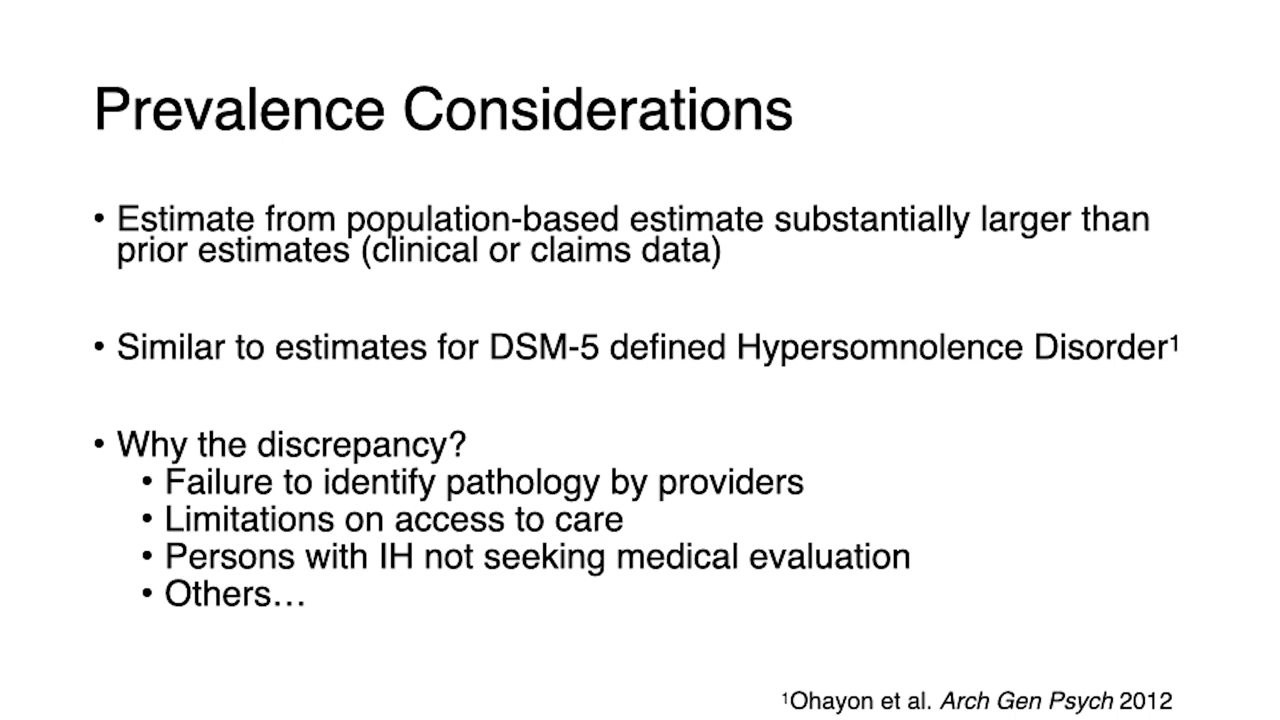 Prevalence Considerations
• Estimate from population-based estimate substantially larger than
prior estimates (clinical or claims data)
• Similar to estimates for DSM-5 defined Hypersomnolence Disorder¹
• Why the discrepancy?
• Failure to identify pathology by providers
• Limitations on access to care
• Persons with IH not seeking medical evaluation
• Others…
¹Ohayon et al. Arch Gen Psych 2012